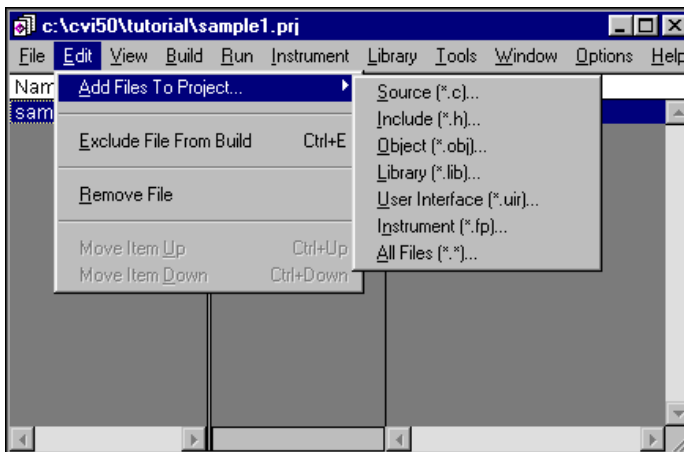 c:\cvi50\tutorial\sample1.prj
File Edit View Build Run Instrument Library Tools Window Options Help
Nam
sam
Add Files To Project...
Exclude File From Build Ctrl+E
Remove File
Move Item Up Ctrl+Up
Move Item Down Ctrl+Down
Source (*.c)...
Include (*.h)...
Object (*.obj)...
Library (*.lib)...
User Interface (*.uir)...
Instrument (*.fp)...
All Files (*.*)...